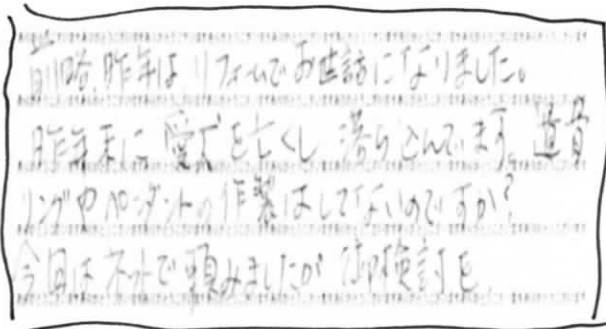 前略、昨年は、リフォームでお世話になりました。
昨年末に愛犬を亡くし落ちこんでます。遺骨
リングやペンダントの作製はしてないのですか?
今回はネットで頼みましたが御検討を